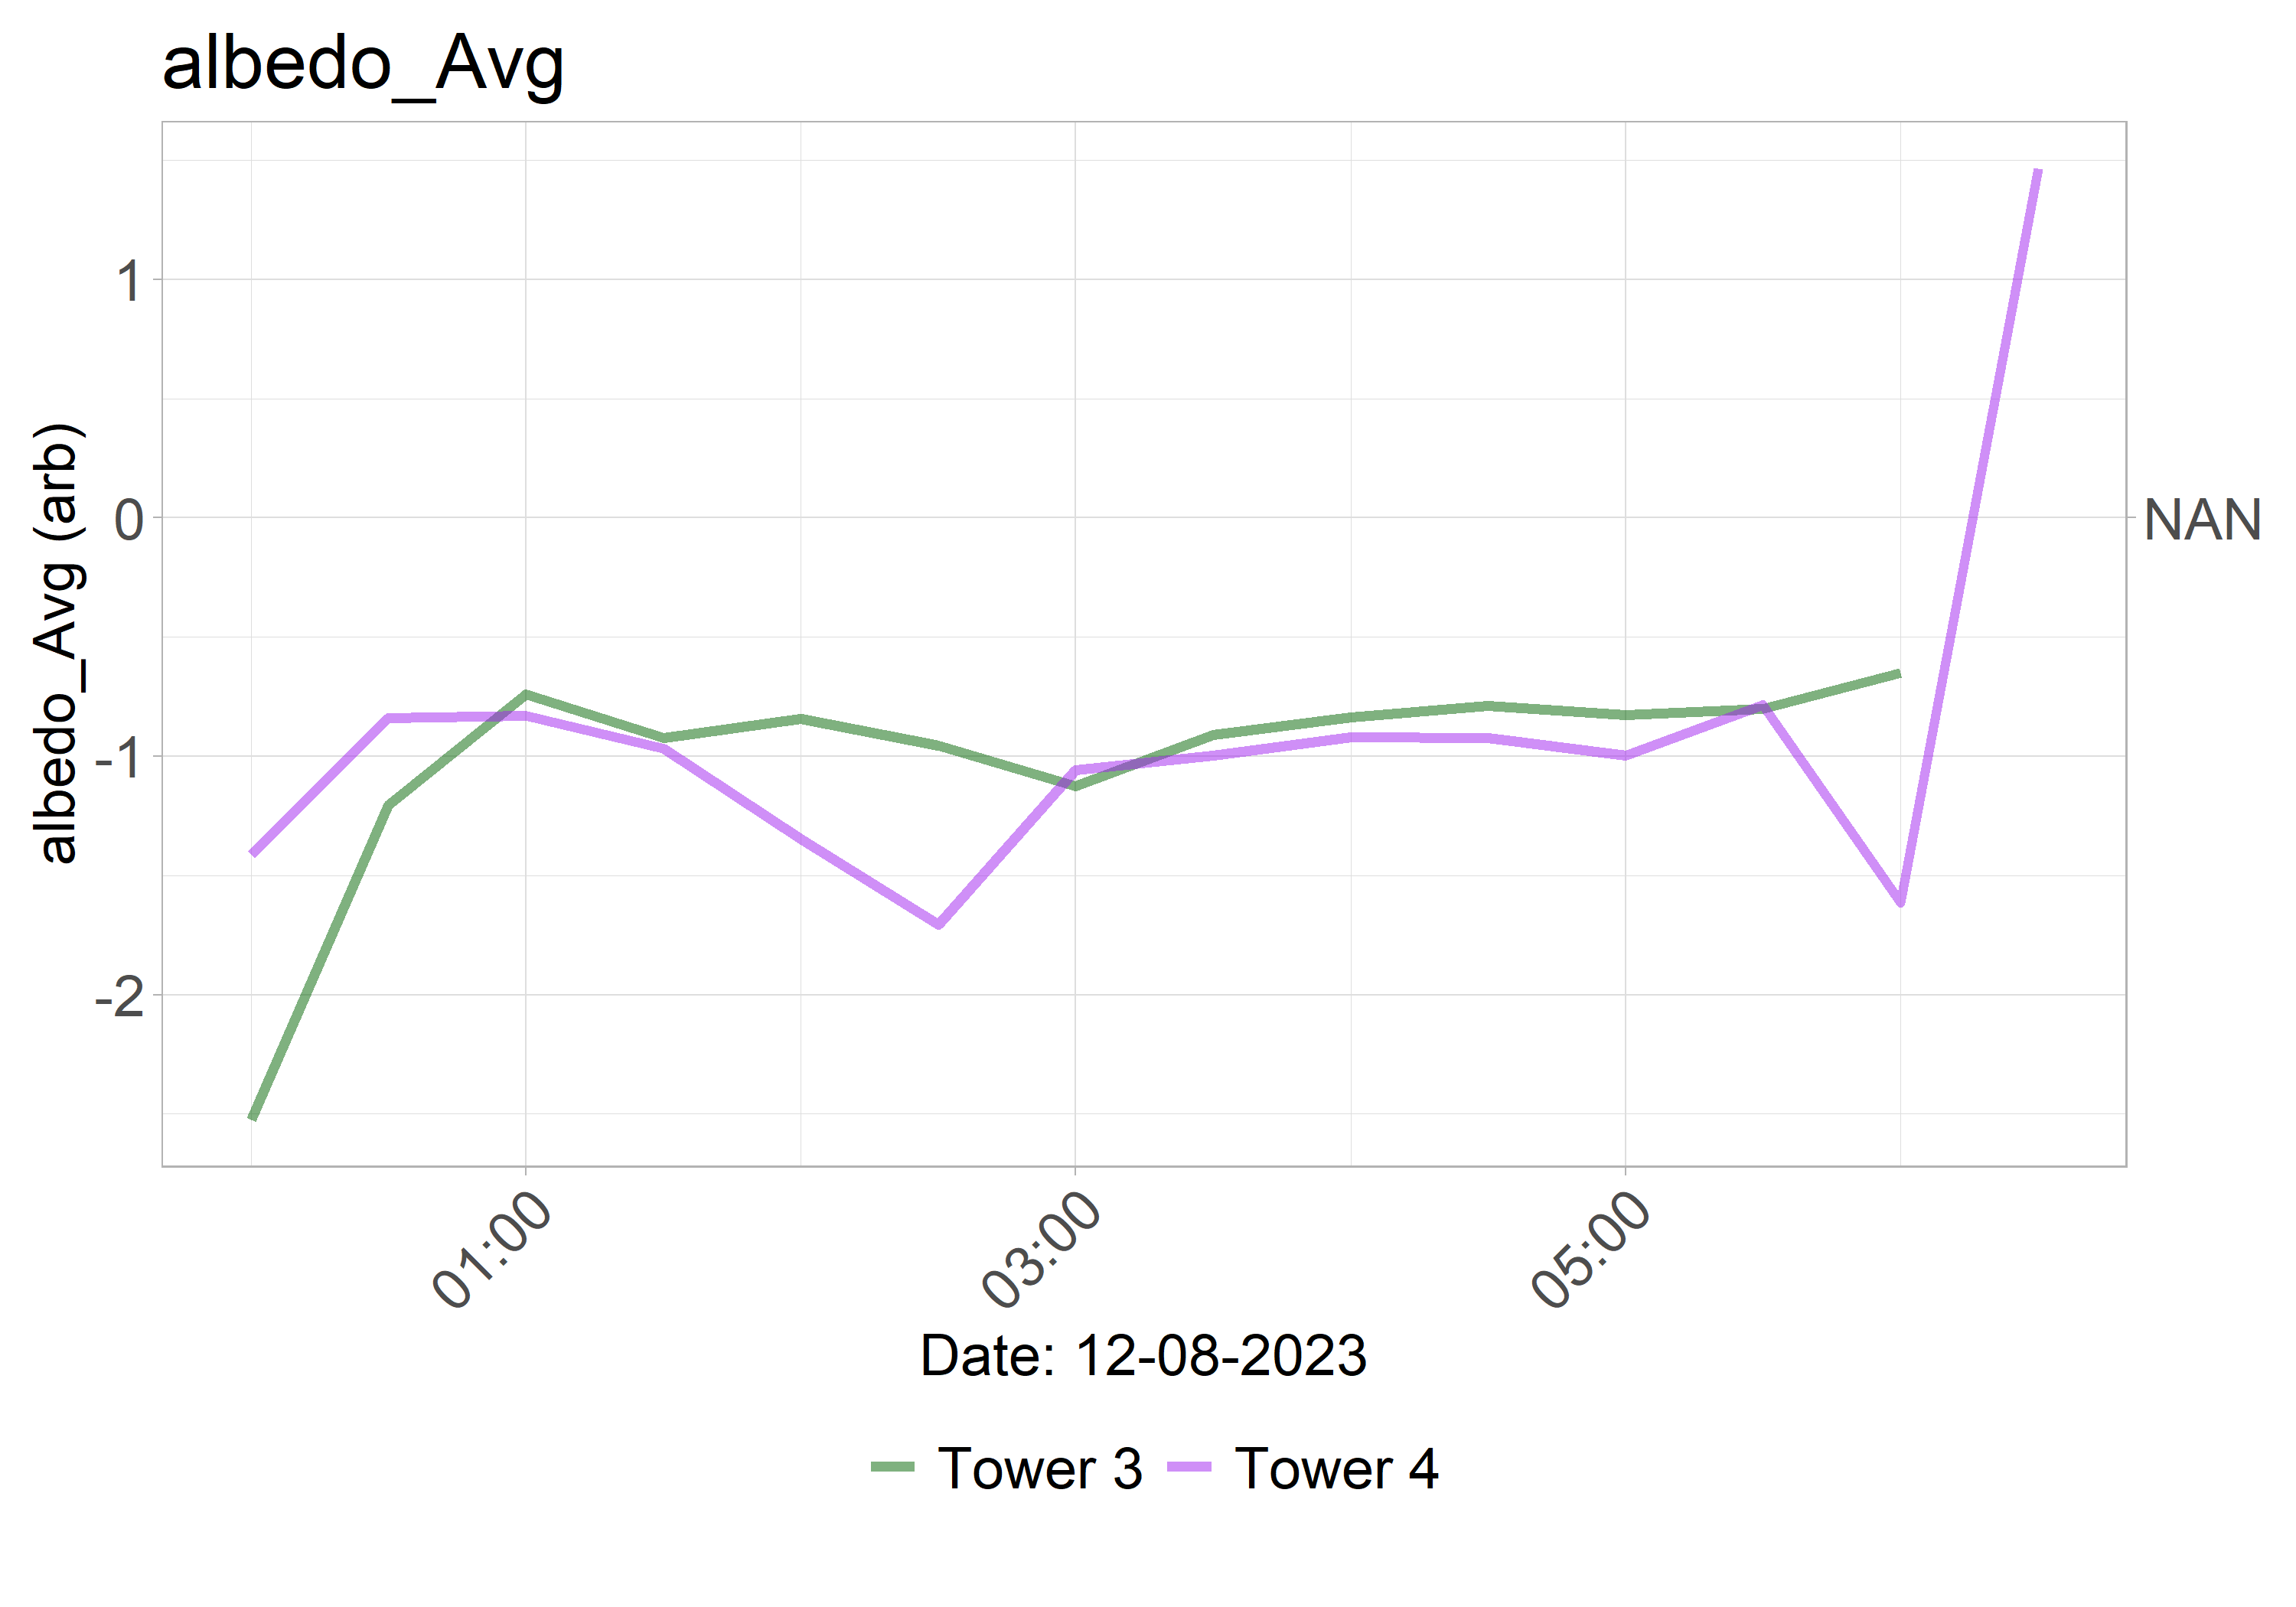 albedo_Avg
albedo_Avg (arb)
1
0
-1
-2
NAN
01:00
03:00
05:00
Date: 12-08-2023
Tower 3
Tower 4